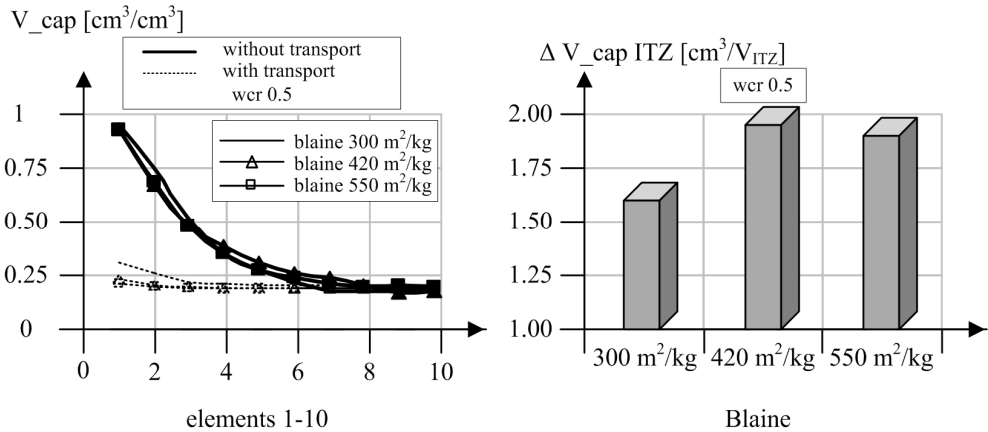 V_cap [cm³/cm³]
without transport
with transport
wcr 0.5
1
0.75
0.50
0.25
0
blaine 300 m²/kg
blaine 420 m²/kg
blaine 550 m²/kg
0 2 4 6 8 10
elements 1-10
Δ V_cap ITZ [cm³/V_ITZ]
wcr 0.5
2.00
1.75
1.50
1.25
1.00
300 m²/kg 420 m²/kg 550 m²/kg
Blaine